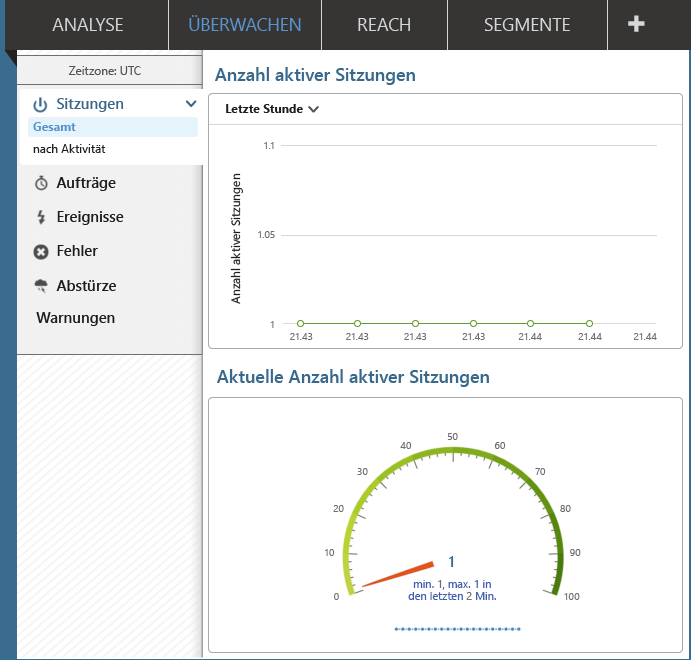 ANALYSE ÜBERWACHEN REACH SEGMENTE +
Zeitzone: UTC
Sitzungen
Gesamt
nach Aktivität
Aufträge
Ereignisse
Fehler
Abstürze
Warnungen
Anzahl aktiver Sitzungen
Letzte Stunde
Anzahl aktiver Sitzungen
1.1
1.05
1
21.43 21.43 21.43 21.43 21.44 21.44 21.44
Aktuelle Anzahl aktiver Sitzungen
0 10 20 30 40 50 60 70 80 90 100
1
min. 1, max. 1 in
den letzten 2 Min.